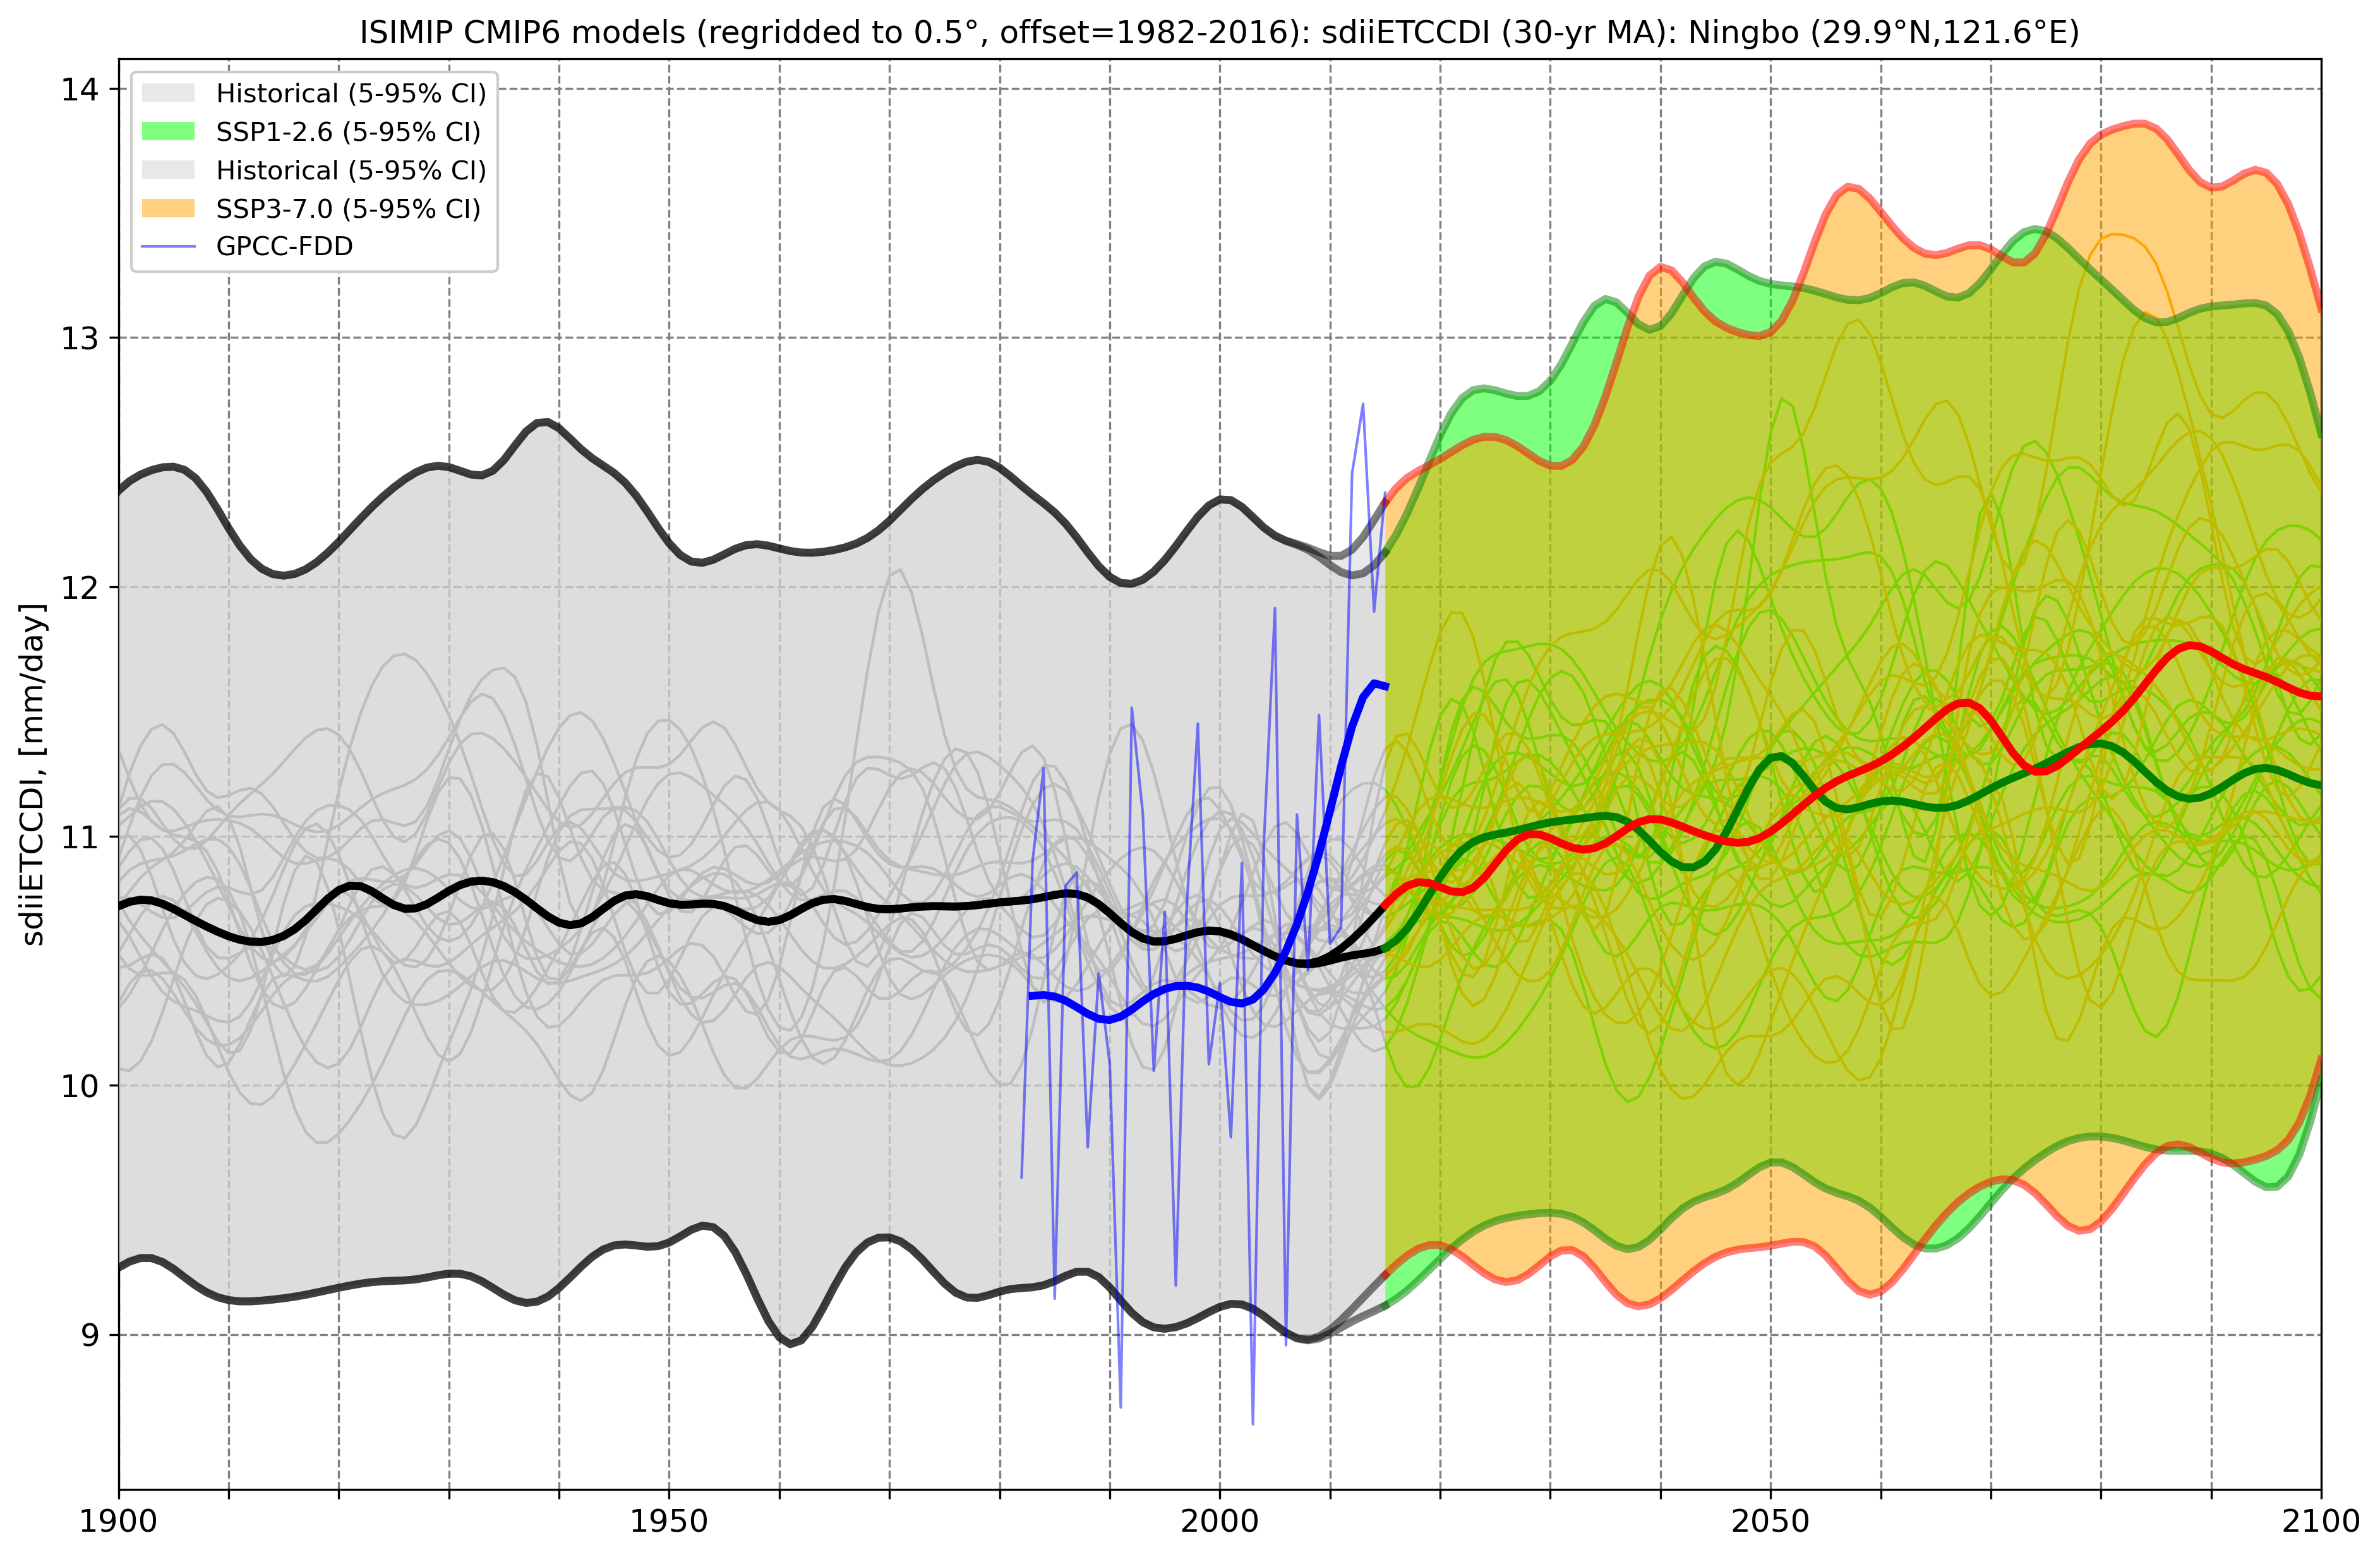 ISIMIP CMIP6 models (regridded to 0.5°, offset=1982-2016): sdiiETCCDI (30-yr MA): Ningbo (29.9°N,121.6°E)
Historical (5-95% CI)
SSP1-2.6 (5-95% CI)
Historical (5-95% CI)
SSP3-7.0 (5-95% CI)
GPCC-FDD
sdiiETCCDI, [mm/day]
14
13
12
11
10
9
1900
1950
2000
2050
2100